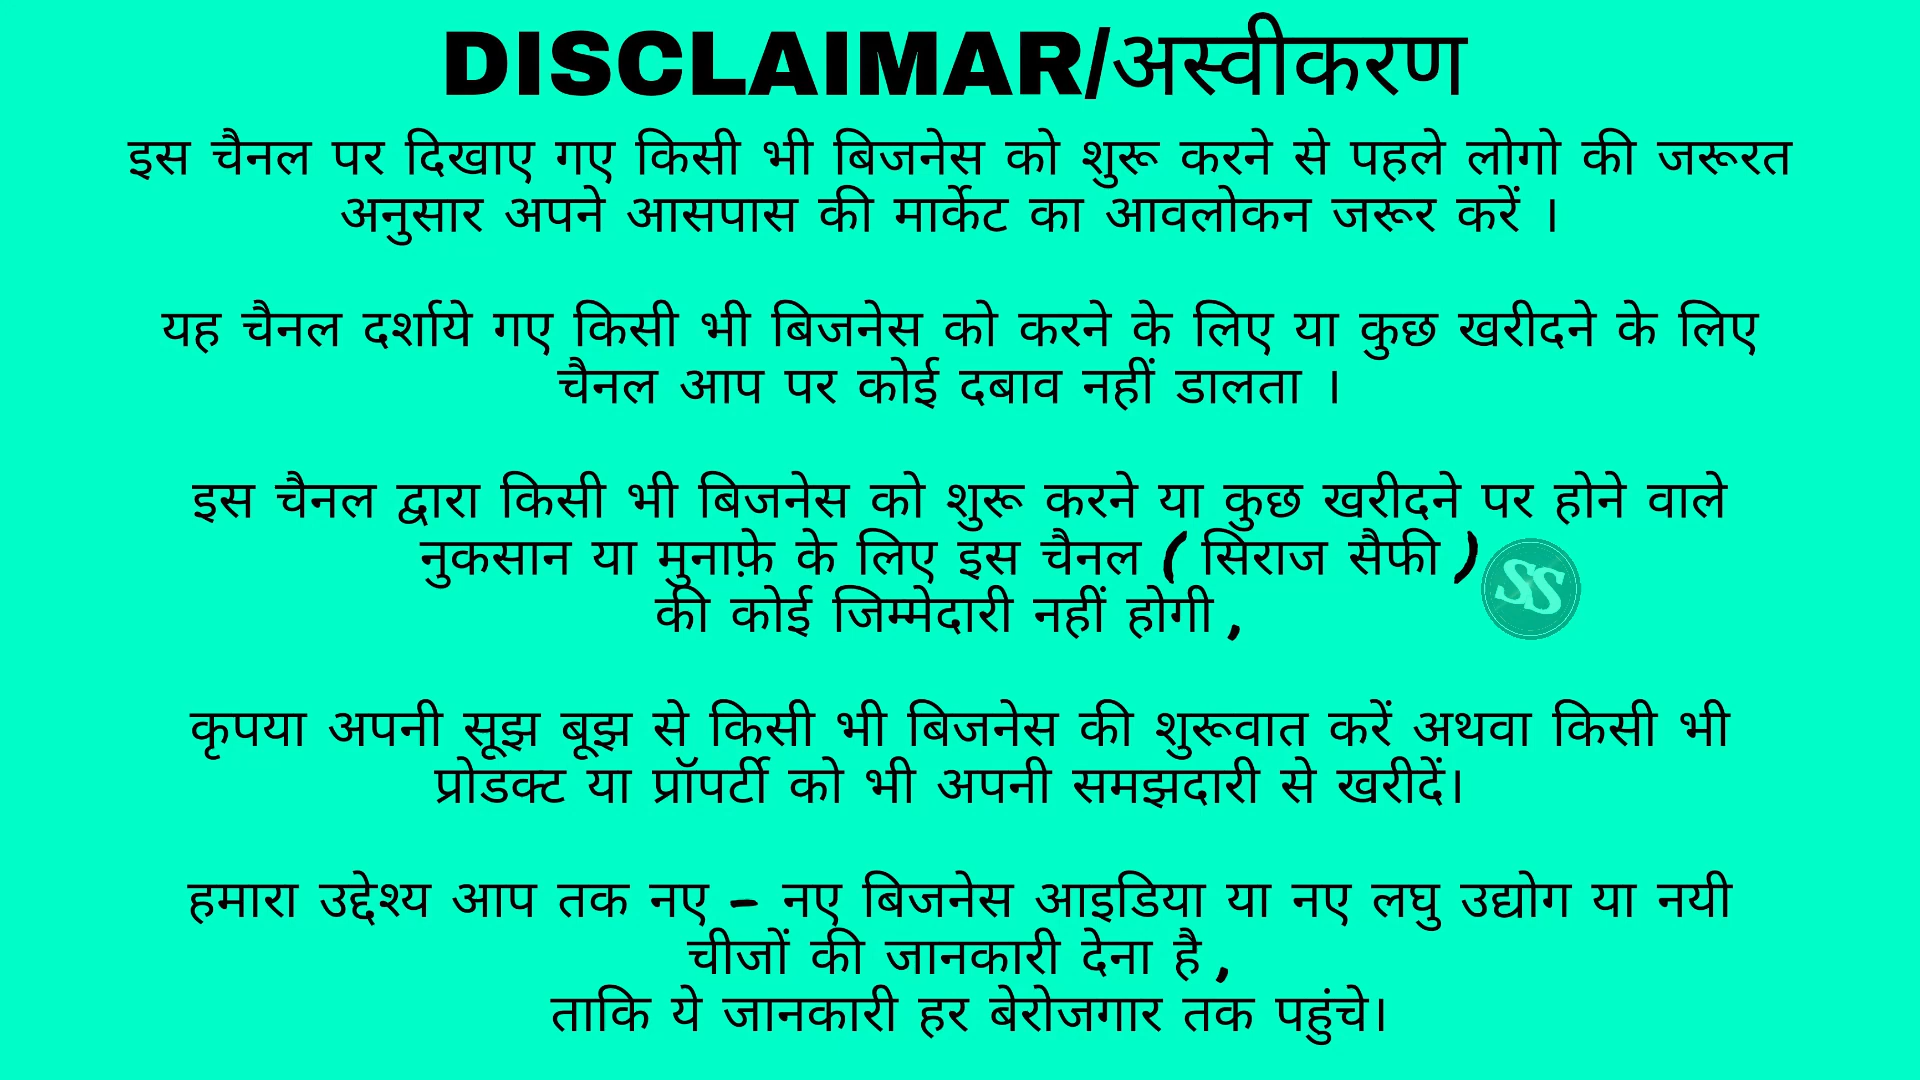 DISCLAIMAR/अस्वीकरण
इस चैनल पर दिखाए गए किसी भी बिजनेस को शुरू करने से पहले लोगो की जरूरत
अनुसार अपने आसपास की मार्केट का आवलोकन जरूर करें ।
यह चैनल दर्शाये गए किसी भी बिजनेस को करने के लिए या कुछ खरीदने के लिए
चैनल आप पर कोई दबाव नहीं डालता ।
इस चैनल द्वारा किसी भी बिजनेस को शुरू करने या कुछ खरीदने पर होने वाले
नुकसान या मुनाफ़े के लिए इस चैनल ( सिराज सैफी )
SS
की कोई जिम्मेदारी नहीं होगी ,
कृपया अपनी सूझ बूझ से किसी भी बिजनेस की शुरूवात करें अथवा किसी भी
प्रोडक्ट या प्रॉपर्टी को भी अपनी समझदारी से खरीदें।
हमारा उद्देश्य आप तक नए - नए बिजनेस आइडिया या नए लघु उद्योग या नयी
चीजों की जानकारी देना है ,
ताकि ये जानकारी हर बेरोजगार तक पहुंचे।